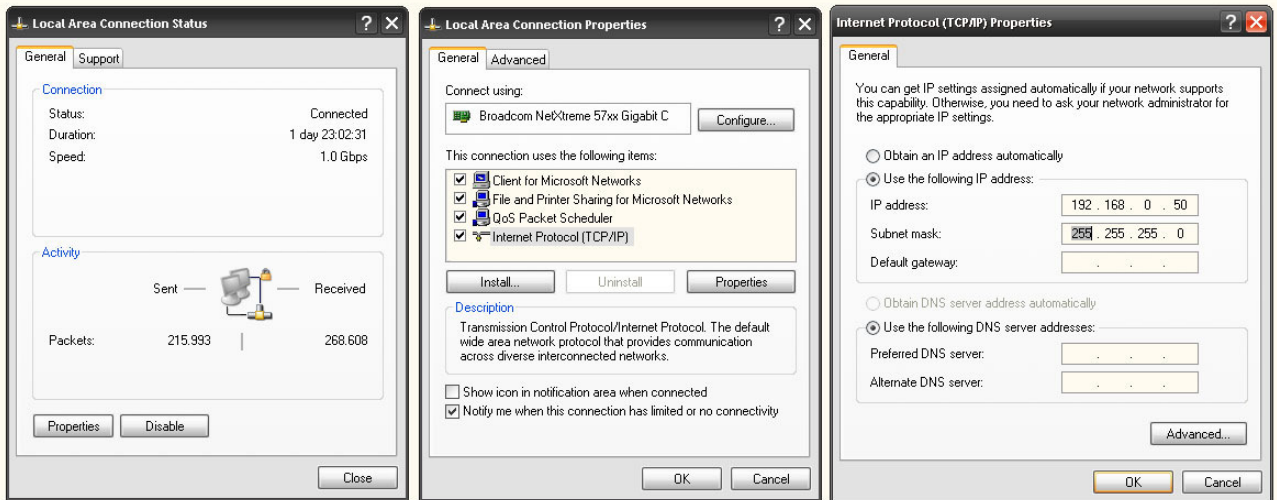 Local Area Connection Status
General Support
Connection
Status: Connected
Duration: 1 day 23:02:31
Speed: 1.0 Gbps
Activity
Sent Received
Packets: 215.993 268.608
Properties Disable
Close
Local Area Connection Properties
General Advanced
Connect using:
Broadcom NetXtreme 57xx Gigabit C Configure...
This connection uses the following items:
Client for Microsoft Networks
File and Printer Sharing for Microsoft Networks
QoS Packet Scheduler
Internet Protocol (TCP/IP)
Install... Uninstall Properties
Description
Transmission Control Protocol/Internet Protocol. The default
wide area network protocol that provides communication
across diverse interconnected networks.
Show icon in notification area when connected
Notify me when this connection has limited or no connectivity
OK Cancel
Internet Protocol (TCP/IP) Properties
General
You can get IP settings assigned automatically if your network supports
this capability. Otherwise, you need to ask your network administrator for
the appropriate IP settings.
Obtain an IP address automatically
Use the following IP address:
IP address: 192 . 168 . 0 . 50
Subnet mask: 255 . 255 . 255 . 0
Default gateway: . . .
Obtain DNS server address automatically
Use the following DNS server addresses:
Preferred DNS server: . . .
Alternate DNS server: . . .
Advanced...
OK Cancel